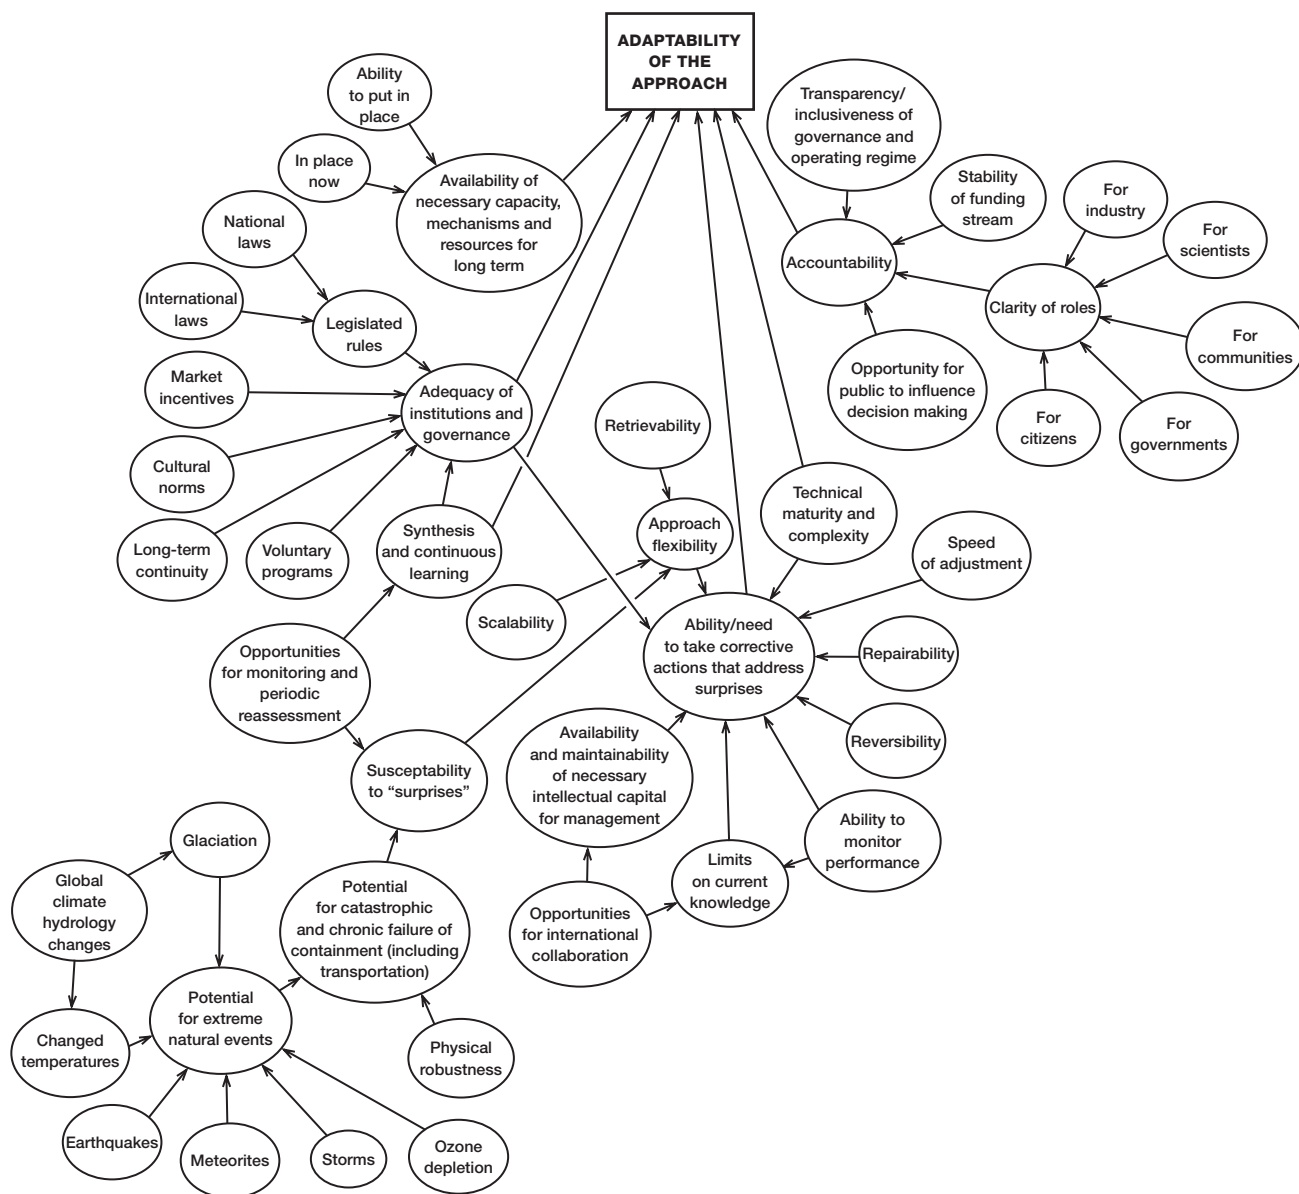 ADAPTABILITY
OF THE
APPROACH
Ability
to put in
place
In place
now
Availability of
necessary capacity,
mechanisms and
resources for
long term
National
laws
International
laws
Legislated
rules
Market
incentives
Adequacy of
institutions and
governance
Cultural
norms
Long-term
continuity
Voluntary
programs
Synthesis
and continuous
learning
Transparency/
inclusiveness of
governance and
operating regime
Stability
of funding
stream
For
industry
For
scientists
Accountability
Clarity of roles
For
communities
Opportunity for
public to influence
decision making
For
citizens
For
governments
Retrievability
Approach
flexibility
Technical
maturity and
complexity
Speed
of adjustment
Scalability
Ability/need
to take corrective
actions that address
surprises
Repairability
Reversibility
Opportunities
for monitoring and
periodic
reassessment
Susceptability
to “surprises”
Availability
and maintainability
of necessary
intellectual capital
for management
Ability to
monitor
performance
Limits
on current
knowledge
Opportunities
for international
collaboration
Glaciation
Global
climate
hydrology
changes
Potential
for catastrophic
and chronic failure of
containment (including
transportation)
Potential
for extreme
natural events
Changed
temperatures
Physical
robustness
Earthquakes
Meteorites
Storms
Ozone
depletion